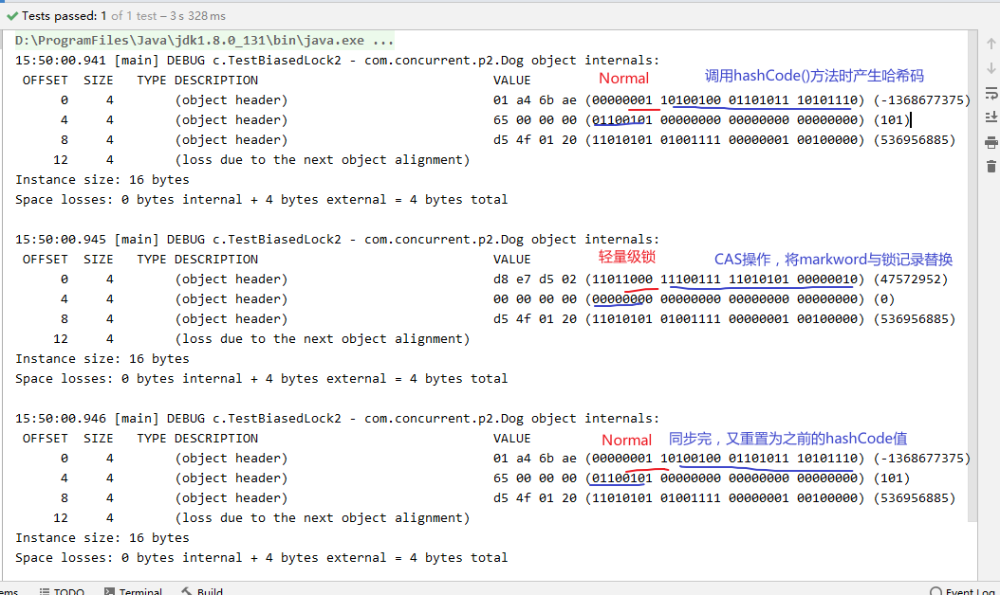 Tests passed: 1 of 1 test – 3 s 328 ms
D:\ProgramFiles\Java\jdk1.8.0_131\bin\java.exe ...
15:50:00.941 [main] DEBUG c.TestBiasedLock2 - com.concurrent.p2.Dog object internals:
OFFSET SIZE TYPE DESCRIPTION VALUE
Normal 调用hashCode()方法时产生哈希码
0 4 (object header) 01 a4 6b ae (00000001 10100100 01101011 10101110) (-1368677375)
4 4 (object header) 65 00 00 00 (01100101 00000000 00000000 00000000) (101)
8 4 (object header) d5 4f 01 20 (11010101 01001111 00000001 00100000) (536956885)
12 4 (loss due to the next object alignment)
Instance size: 16 bytes
Space losses: 0 bytes internal + 4 bytes external = 4 bytes total
15:50:00.945 [main] DEBUG c.TestBiasedLock2 - com.concurrent.p2.Dog object internals:
OFFSET SIZE TYPE DESCRIPTION VALUE
轻量级锁 CAS操作，将markword与锁记录替换
0 4 (object header) d8 e7 d5 02 (11011000 11100111 11010101 00000010) (47572952)
4 4 (object header) 00 00 00 00 (00000000 00000000 00000000 00000000) (0)
8 4 (object header) d5 4f 01 20 (11010101 01001111 00000001 00100000) (536956885)
12 4 (loss due to the next object alignment)
Instance size: 16 bytes
Space losses: 0 bytes internal + 4 bytes external = 4 bytes total
15:50:00.946 [main] DEBUG c.TestBiasedLock2 - com.concurrent.p2.Dog object internals:
OFFSET SIZE TYPE DESCRIPTION VALUE
Normal 同步完，又重置为之前的hashCode值
0 4 (object header) 01 a4 6b ae (00000001 10100100 01101011 10101110) (-1368677375)
4 4 (object header) 65 00 00 00 (01100101 00000000 00000000 00000000) (101)
8 4 (object header) d5 4f 01 20 (11010101 01001111 00000001 00100000) (536956885)
12 4 (loss due to the next object alignment)
Instance size: 16 bytes
Space losses: 0 bytes internal + 4 bytes external = 4 bytes total
ems TODO Terminal Build Event Log